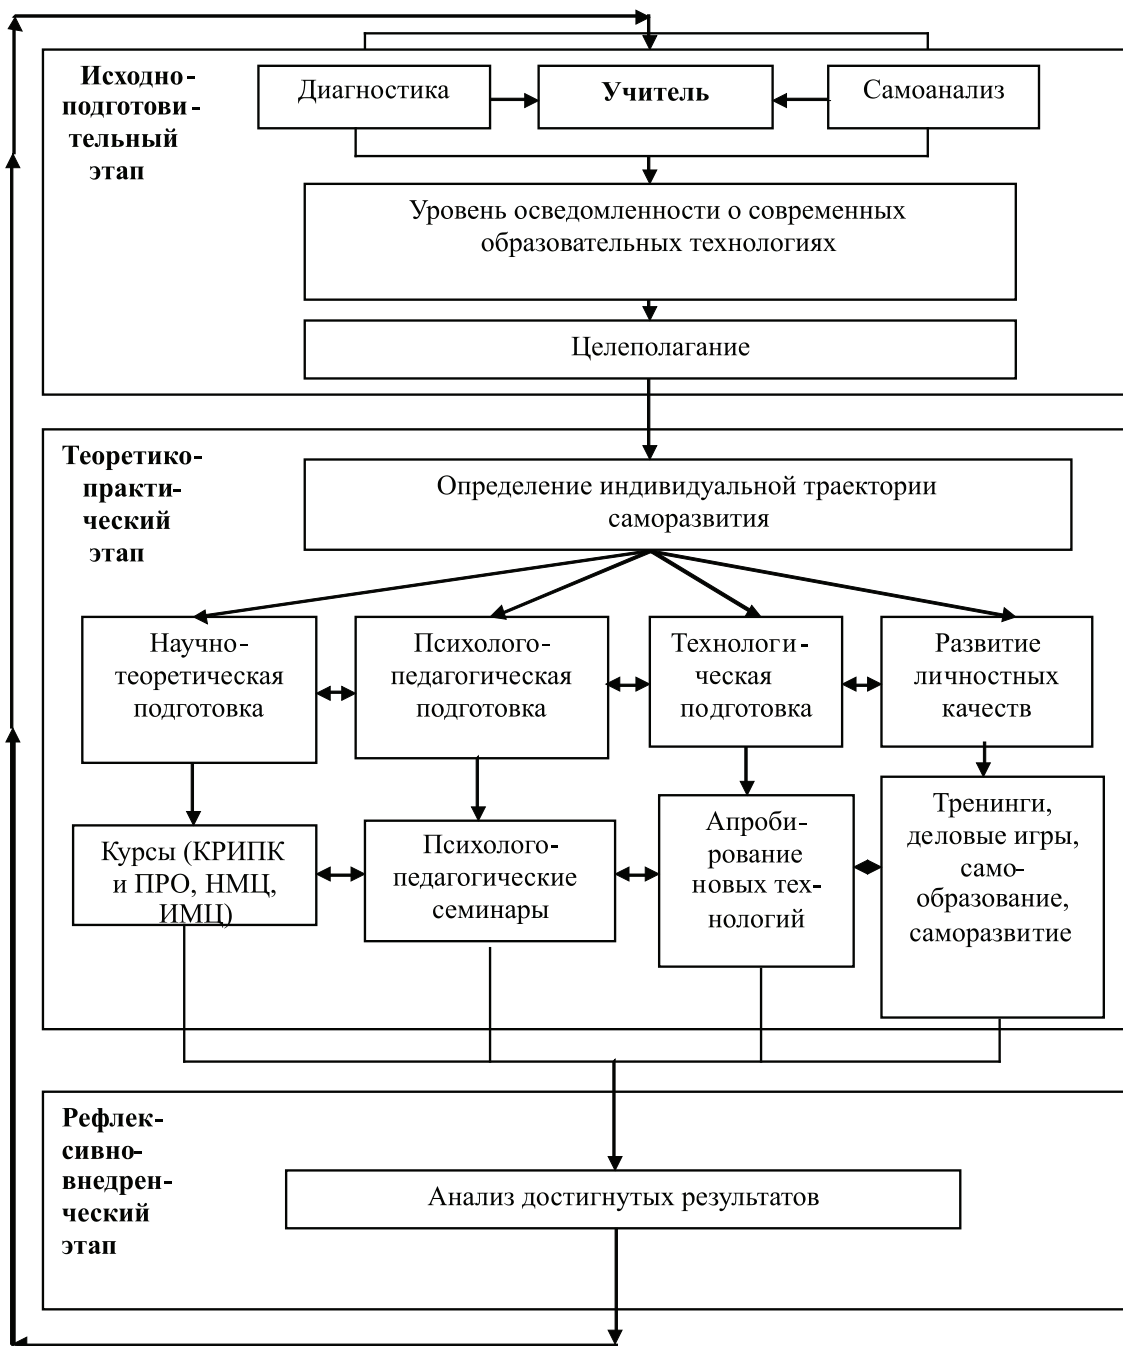 Исходно-
подготови-
тельный
этап
Диагностика
Учитель
Самоанализ
Уровень осведомленности о современных
образовательных технологиях
Целеполагание
Теоретико-
практи-
ческий
этап
Определение индивидуальной траектории
саморазвития
Научно-
теоретическая
подготовка
Психолого-
педагогическая
подготовка
Технологи-
ческая
подготовка
Развитие
личностных
качеств
Курсы (КРИПК
и ПРО, НМЦ,
ИМЦ)
Психолого-
педагогические
семинары
Апроби-
рование
новых тех-
нологий
Тренинги,
деловые игры,
само-
образование,
саморазвитие
Рефлек-
сивно-
внедрен-
ческий
этап
Анализ достигнутых результатов